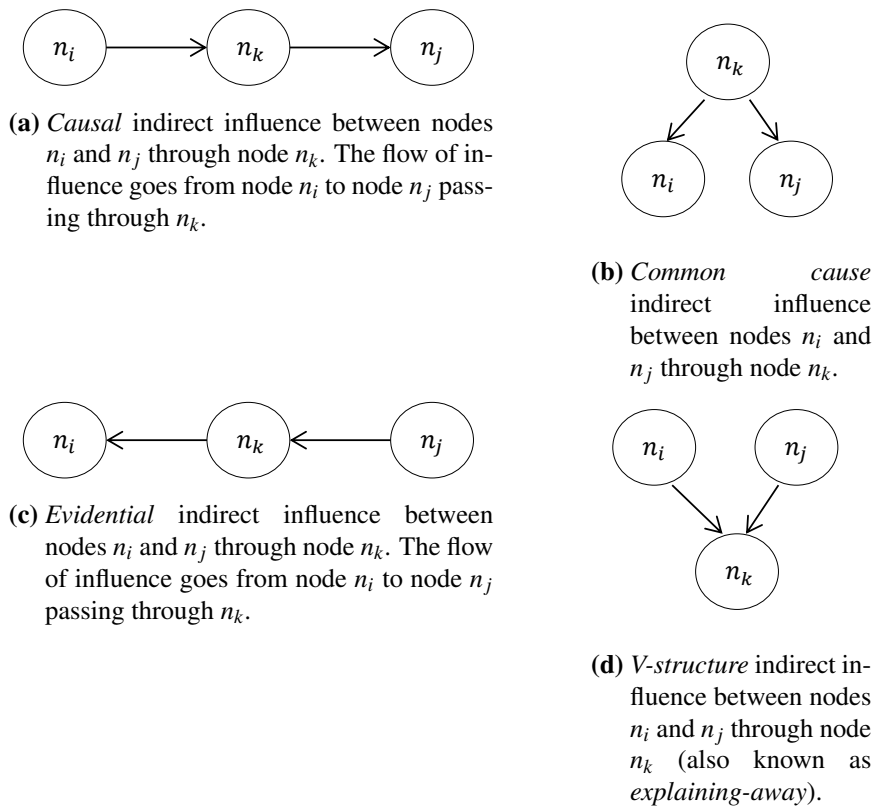 n_i
n_k
n_j
(a) Causal indirect influence between nodes
n_i and n_j through node n_k. The flow of in-
fluence goes from node n_i to node n_j pass-
ing through n_k.
n_k
n_i
n_j
(b) Common cause
indirect influence
between nodes n_i and
n_j through node n_k.
n_i
n_k
n_j
(c) Evidential indirect influence between
nodes n_i and n_j through node n_k. The flow
of influence goes from node n_i to node n_j
passing through n_k.
n_i
n_j
n_k
(d) V-structure indirect in-
fluence between nodes
n_i and n_j through node
n_k (also known as
explaining-away).